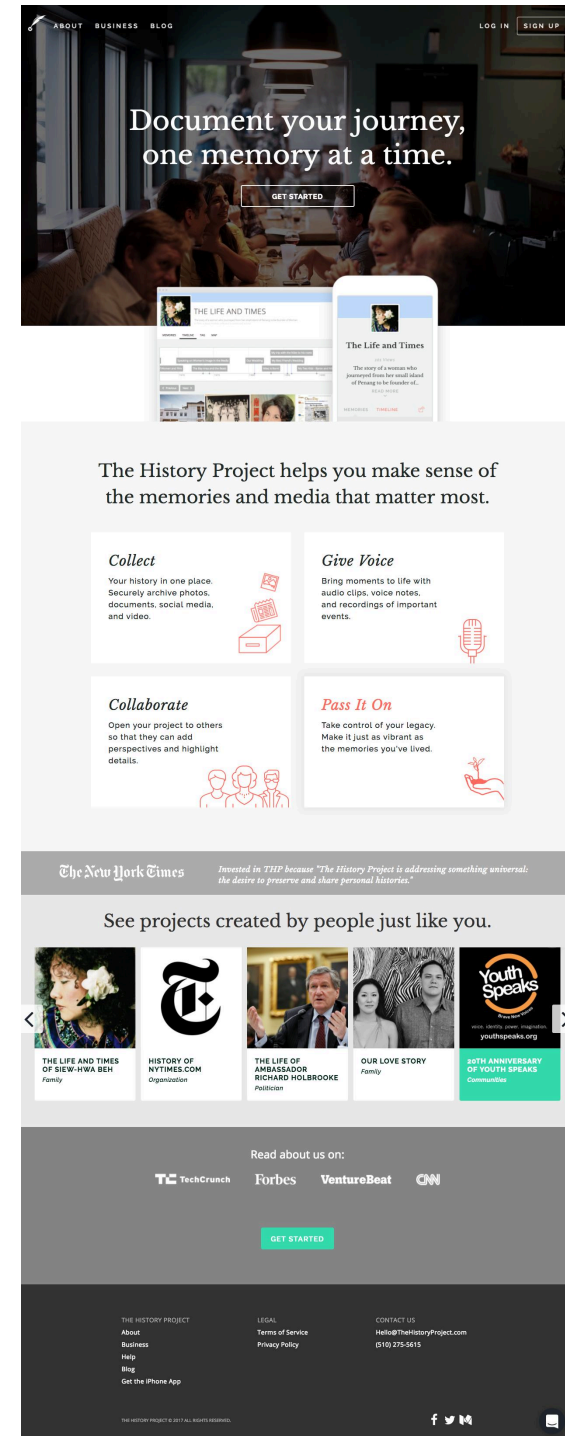 ABOUT BUSINESS BLOG LOG IN SIGN UP
Document your journey,
one memory at a time.
GET STARTED
THE LIFE AND TIMES
MEMORIES TIMELINE MAP
The Life and Times
The story of a woman who
journeyed from her small island
of Penang to be founder of...
READ MORE
MEMORIES TIMELINE
The History Project helps you make sense of
the memories and media that matter most.
Collect
Your history in one place.
Securely archive photos,
documents, social media,
and video.
Give Voice
Bring moments to life with
audio clips, voice notes,
and recordings of important
events.
Collaborate
Open your project to others
so that they can add
perspectives and highlight
details.
Pass It On
Take control of your legacy.
Make it just as vibrant as
the memories you've lived.
The New York Times
Invested in THP because "The History Project is addressing something universal:
the desire to preserve and share personal histories."
See projects created by people just like you.
Youth
Speaks
Brave New Voices
voice. identity. power. imagination.
youthspeaks.org
THE LIFE AND TIMES
OF SIEW-HWA BEH
Family
HISTORY OF
NYTIMES.COM
Organization
THE LIFE OF
AMBASSADOR
RICHARD HOLBROOKE
Politician
OUR LOVE STORY
Family
20TH ANNIVERSARY
OF YOUTH SPEAKS
Communities
Read about us on:
TC TechCrunch Forbes VentureBeat CNN
GET STARTED
THE HISTORY PROJECT
About
Business
Help
Blog
Get the iPhone App
LEGAL
Terms of Service
Privacy Policy
CONTACT US
Hello@TheHistoryProject.com
(510) 275-5615
THE HISTORY PROJECT © 2017 ALL RIGHTS RESERVED.